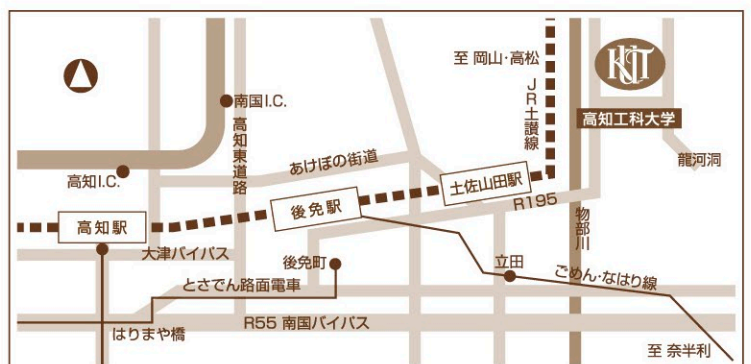 至 岡山・高松
KUT
JR土讃線
南国I.C.
高知工科大学
高知東道路
あけぼの街道
龍河洞
高知I.C.
土佐山田駅
R195
後免駅
高知駅
物部川
大津バイパス
後免町
立田
ごめん・なはり線
とさでん路面電車
はりまや橋
R55 南国バイパス
至 奈半利